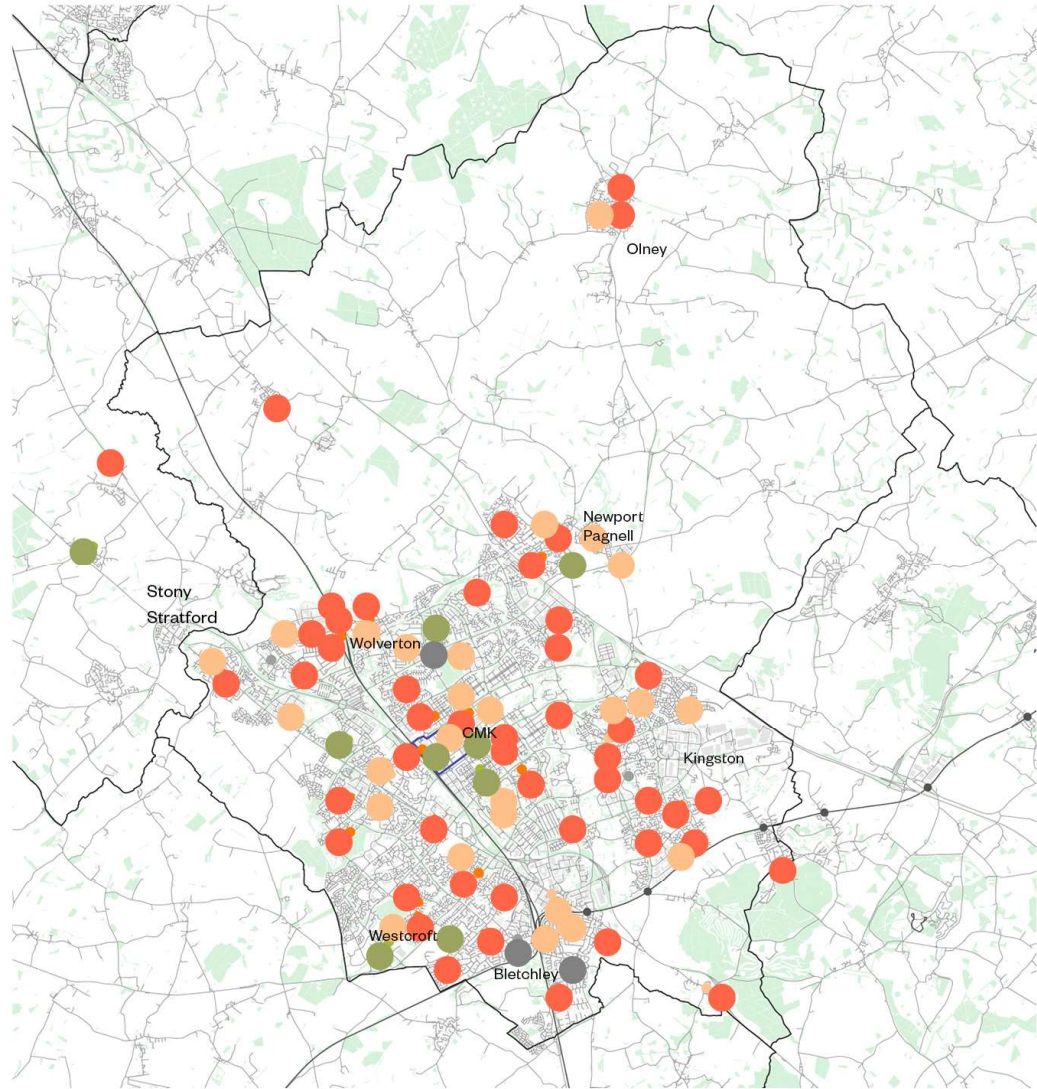 Olney
Newport
Pagnell
Stony
Stratford
Wolverton
CMK
Kingston
Westcroft
Bletchley